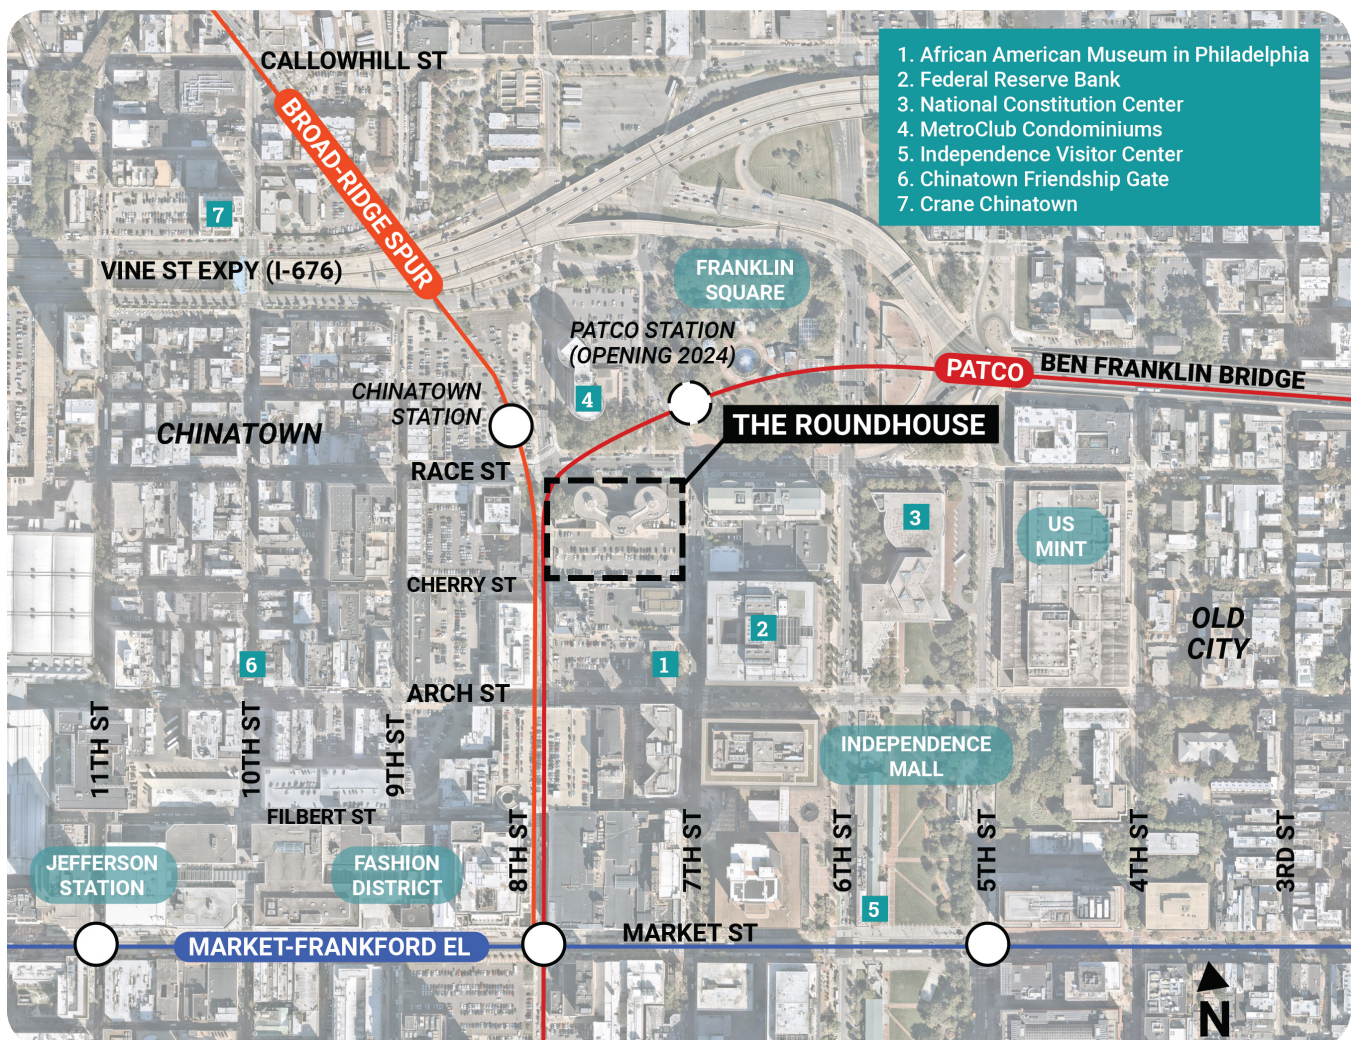 CALLOWHILL ST
1. African American Museum in Philadelphia
2. Federal Reserve Bank
3. National Constitution Center
4. MetroClub Condominiums
5. Independence Visitor Center
6. Chinatown Friendship Gate
7. Crane Chinatown
BROAD-RIDGE SPUR
7
VINE ST EXPY (I-676)
FRANKLIN
SQUARE
PATCO STATION
(OPENING 2024)
PATCO
BEN FRANKLIN BRIDGE
CHINATOWN
STATION
4
THE ROUNDHOUSE
CHINATOWN
RACE ST
3
US
MINT
CHERRY ST
2
OLD
CITY
6
1
ARCH ST
11TH ST
10TH ST
9TH ST
INDEPENDENCE
MALL
FILBERT ST
8TH ST
7TH ST
6TH ST
5TH ST
4TH ST
3RD ST
JEFFERSON
STATION
FASHION
DISTRICT
5
MARKET-FRANKFORD EL
MARKET ST
N